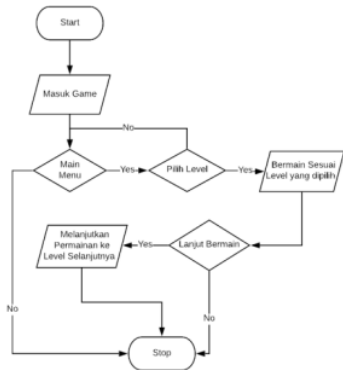 Start
Masuk Game
No
Main
Menu
Yes
Pilih Level
Yes
Bermain Sesuai
Level yang dipilih
Melanjutkan
Permainan ke
Level Selanjutnya
Yes
Lanjut Bermain
No
No
Stop